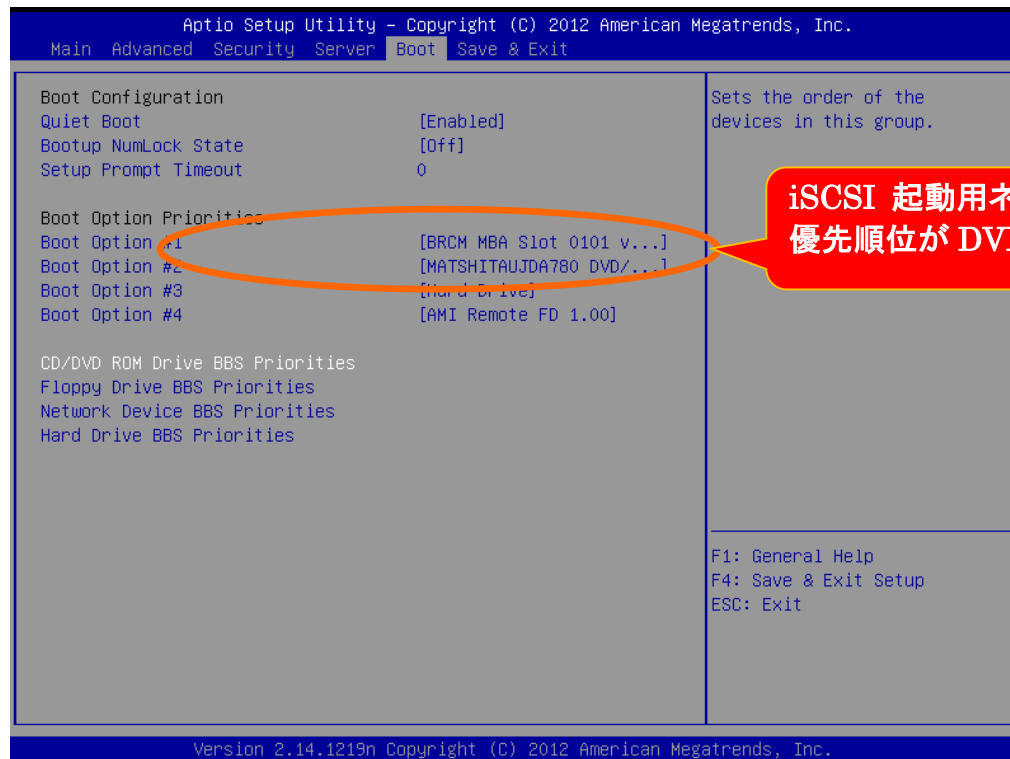 Aptio Setup Utility – Copyright (C) 2012 American Megatrends, Inc.
Main Advanced Security Server Boot Save & Exit
Boot Configuration
Quiet Boot [Enabled]
Bootup NumLock State [Off]
Setup Prompt Timeout 0
Boot Option Priorities
Boot Option #1 [BRCM MBA Slot 0101 v...]
Boot Option #2 [MATSHITAUJDA780 DVD/...]
Boot Option #3 [Hard Drive]
Boot Option #4 [AMI Remote FD 1.00]
CD/DVD ROM Drive BBS Priorities
Floppy Drive BBS Priorities
Network Device BBS Priorities
Hard Drive BBS Priorities
Sets the order of the
devices in this group.
iSCSI 起動用ネ
優先順位が DV
F1: General Help
F4: Save & Exit Setup
ESC: Exit
Version 2.14.1219n Copyright (C) 2012 American Megatrends, Inc.